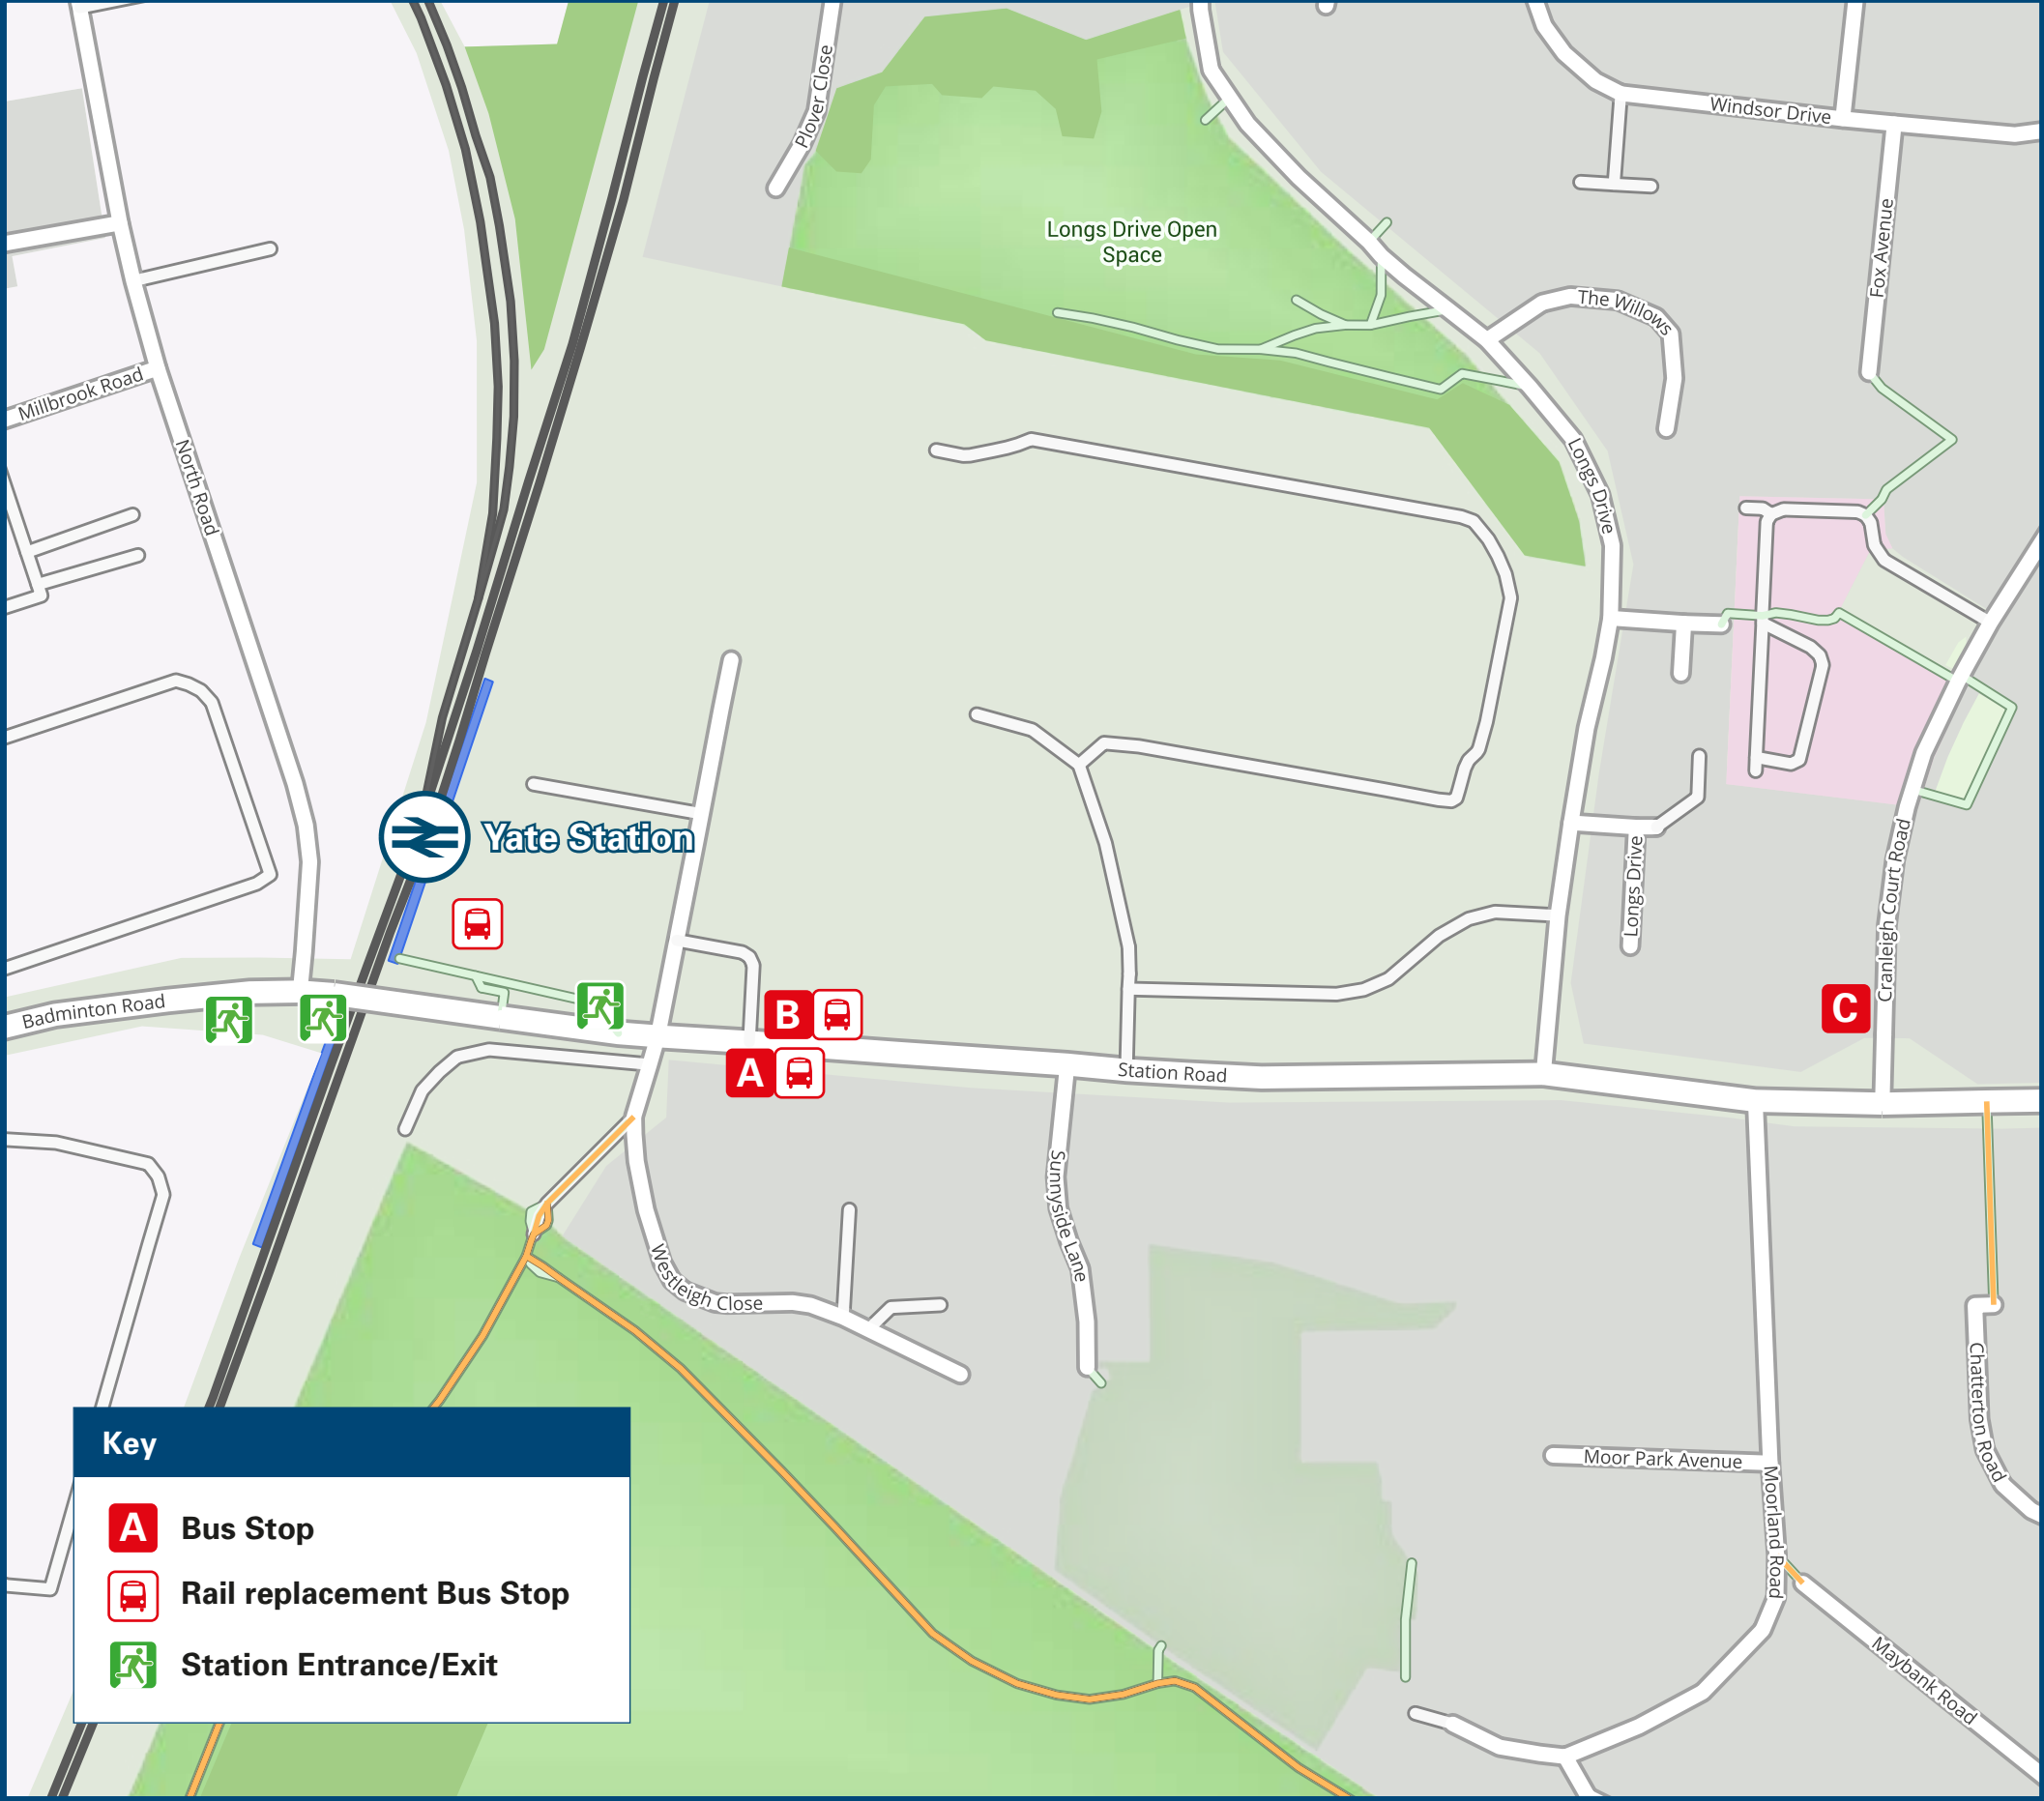 Plover Close
Windsor Drive
Longs Drive Open
Space
Fox Avenue
The Willows
Millbrook Road
North Road
Longs Drive
Yate Station
Longs Drive
Cranleigh Court Road
Badminton Road
B
C
A
Station Road
Sunnyside Lane
Westleigh Close
Chatterton Road
Moor Park Avenue
Moorland Road
Maybank Road
Key
A Bus Stop
Rail replacement Bus Stop
Station Entrance/Exit